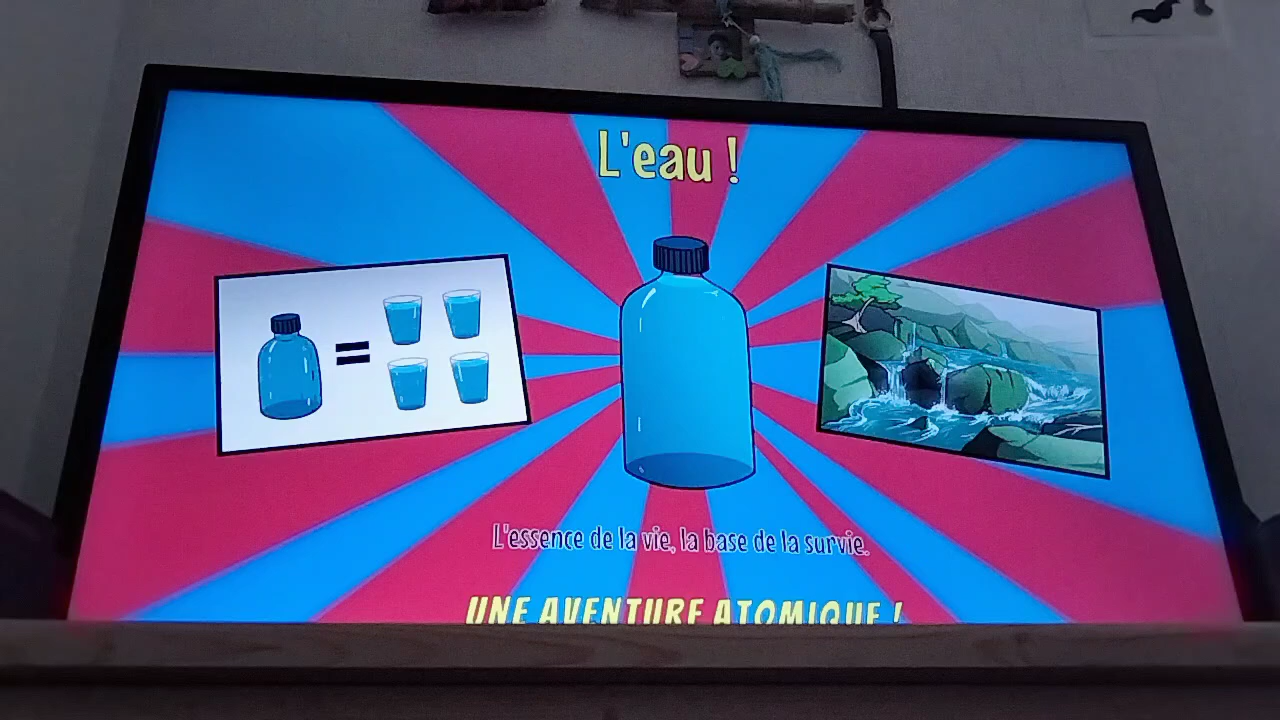 L'eau !
=
L'essence de la vie, la base de la survie.
UNE AVENTURE ATOMIQUE !